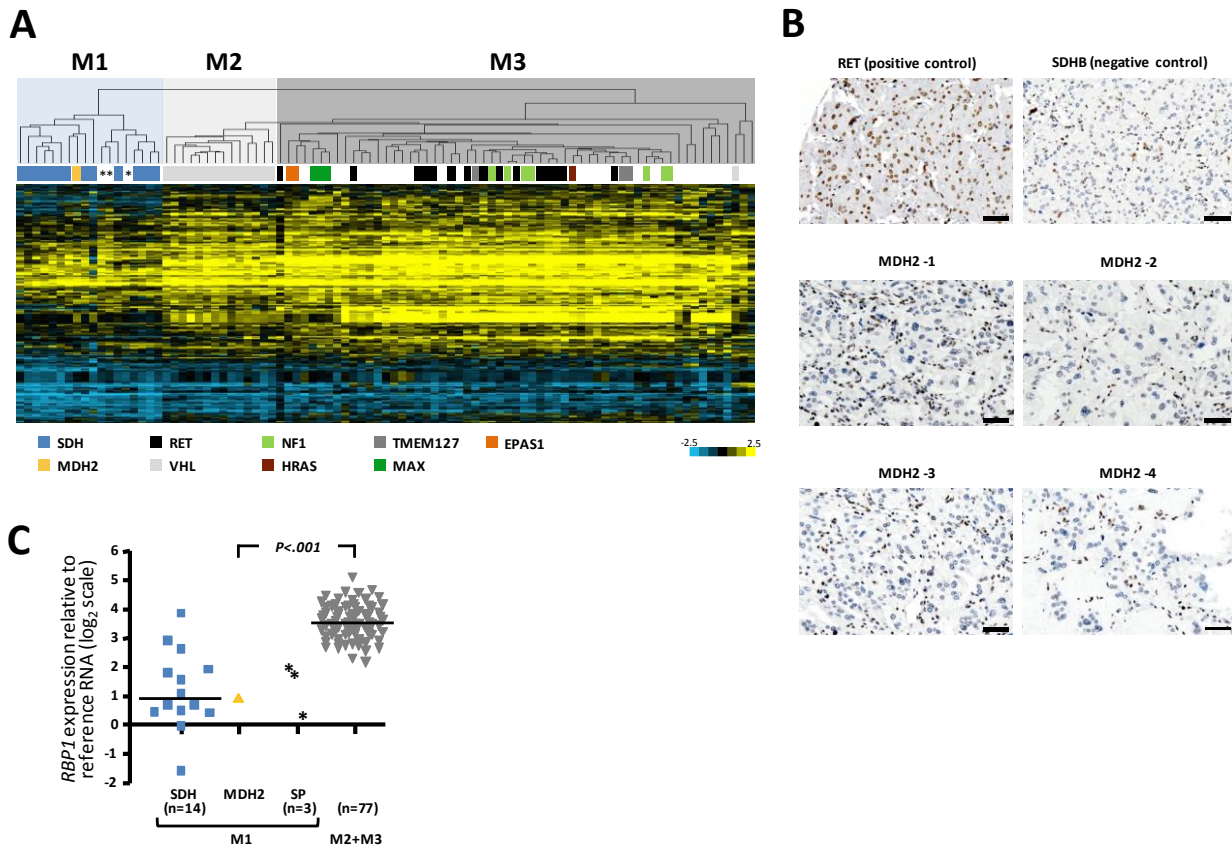 A
M1 M2 M3
** *
SDH RET NF1 TMEM127 EPAS1
MDH2 VHL HRAS MAX
-2.5 2.5
B
RET (positive control) SDHB (negative control)
MDH2 -1 MDH2 -2
MDH2 -3 MDH2 -4
C
RBP1 expression relative to
reference RNA (log2 scale)
6
5
4
3
2
1
0
-1
-2
P<.001
* *
*
SDH MDH2 SP
(n=14) (n=3) (n=77)
M1 M2+M3